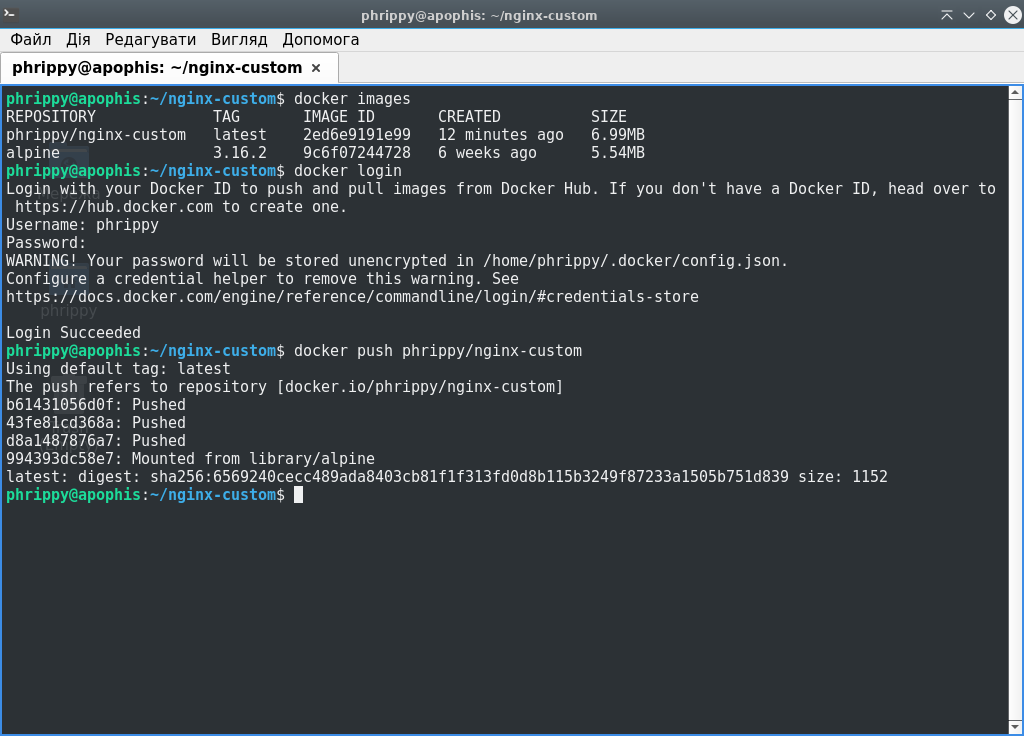 phrippy@apophis: ~/nginx-custom
Файл Дія Редагувати Вигляд Допомога
phrippy@apophis: ~/nginx-custom ×
phrippy@apophis:~/nginx-custom$ docker images
REPOSITORY             TAG       IMAGE ID       CREATED          SIZE
phrippy/nginx-custom   latest    2ed6e9191e99   12 minutes ago   6.99MB
alpine                 3.16.2    9c6f07244728   6 weeks ago      5.54MB
phrippy@apophis:~/nginx-custom$ docker login
Login with your Docker ID to push and pull images from Docker Hub. If you don't have a Docker ID, head over to
 https://hub.docker.com to create one.
Username: phrippy
Password:
WARNING! Your password will be stored unencrypted in /home/phrippy/.docker/config.json.
Configure a credential helper to remove this warning. See
https://docs.docker.com/engine/reference/commandline/login/#credentials-store
phrippy
Login Succeeded
phrippy@apophis:~/nginx-custom$ docker push phrippy/nginx-custom
Using default tag: latest
The push refers to repository [docker.io/phrippy/nginx-custom]
b61431056d0f: Pushed
43fe81cd368a: Pushed
d8a1487876a7: Pushed
994393dc58e7: Mounted from library/alpine
latest: digest: sha256:6569240cecc489ada8403cb81f1f313fd0d8b115b3249f87233a1505b751d839 size: 1152
phrippy@apophis:~/nginx-custom$